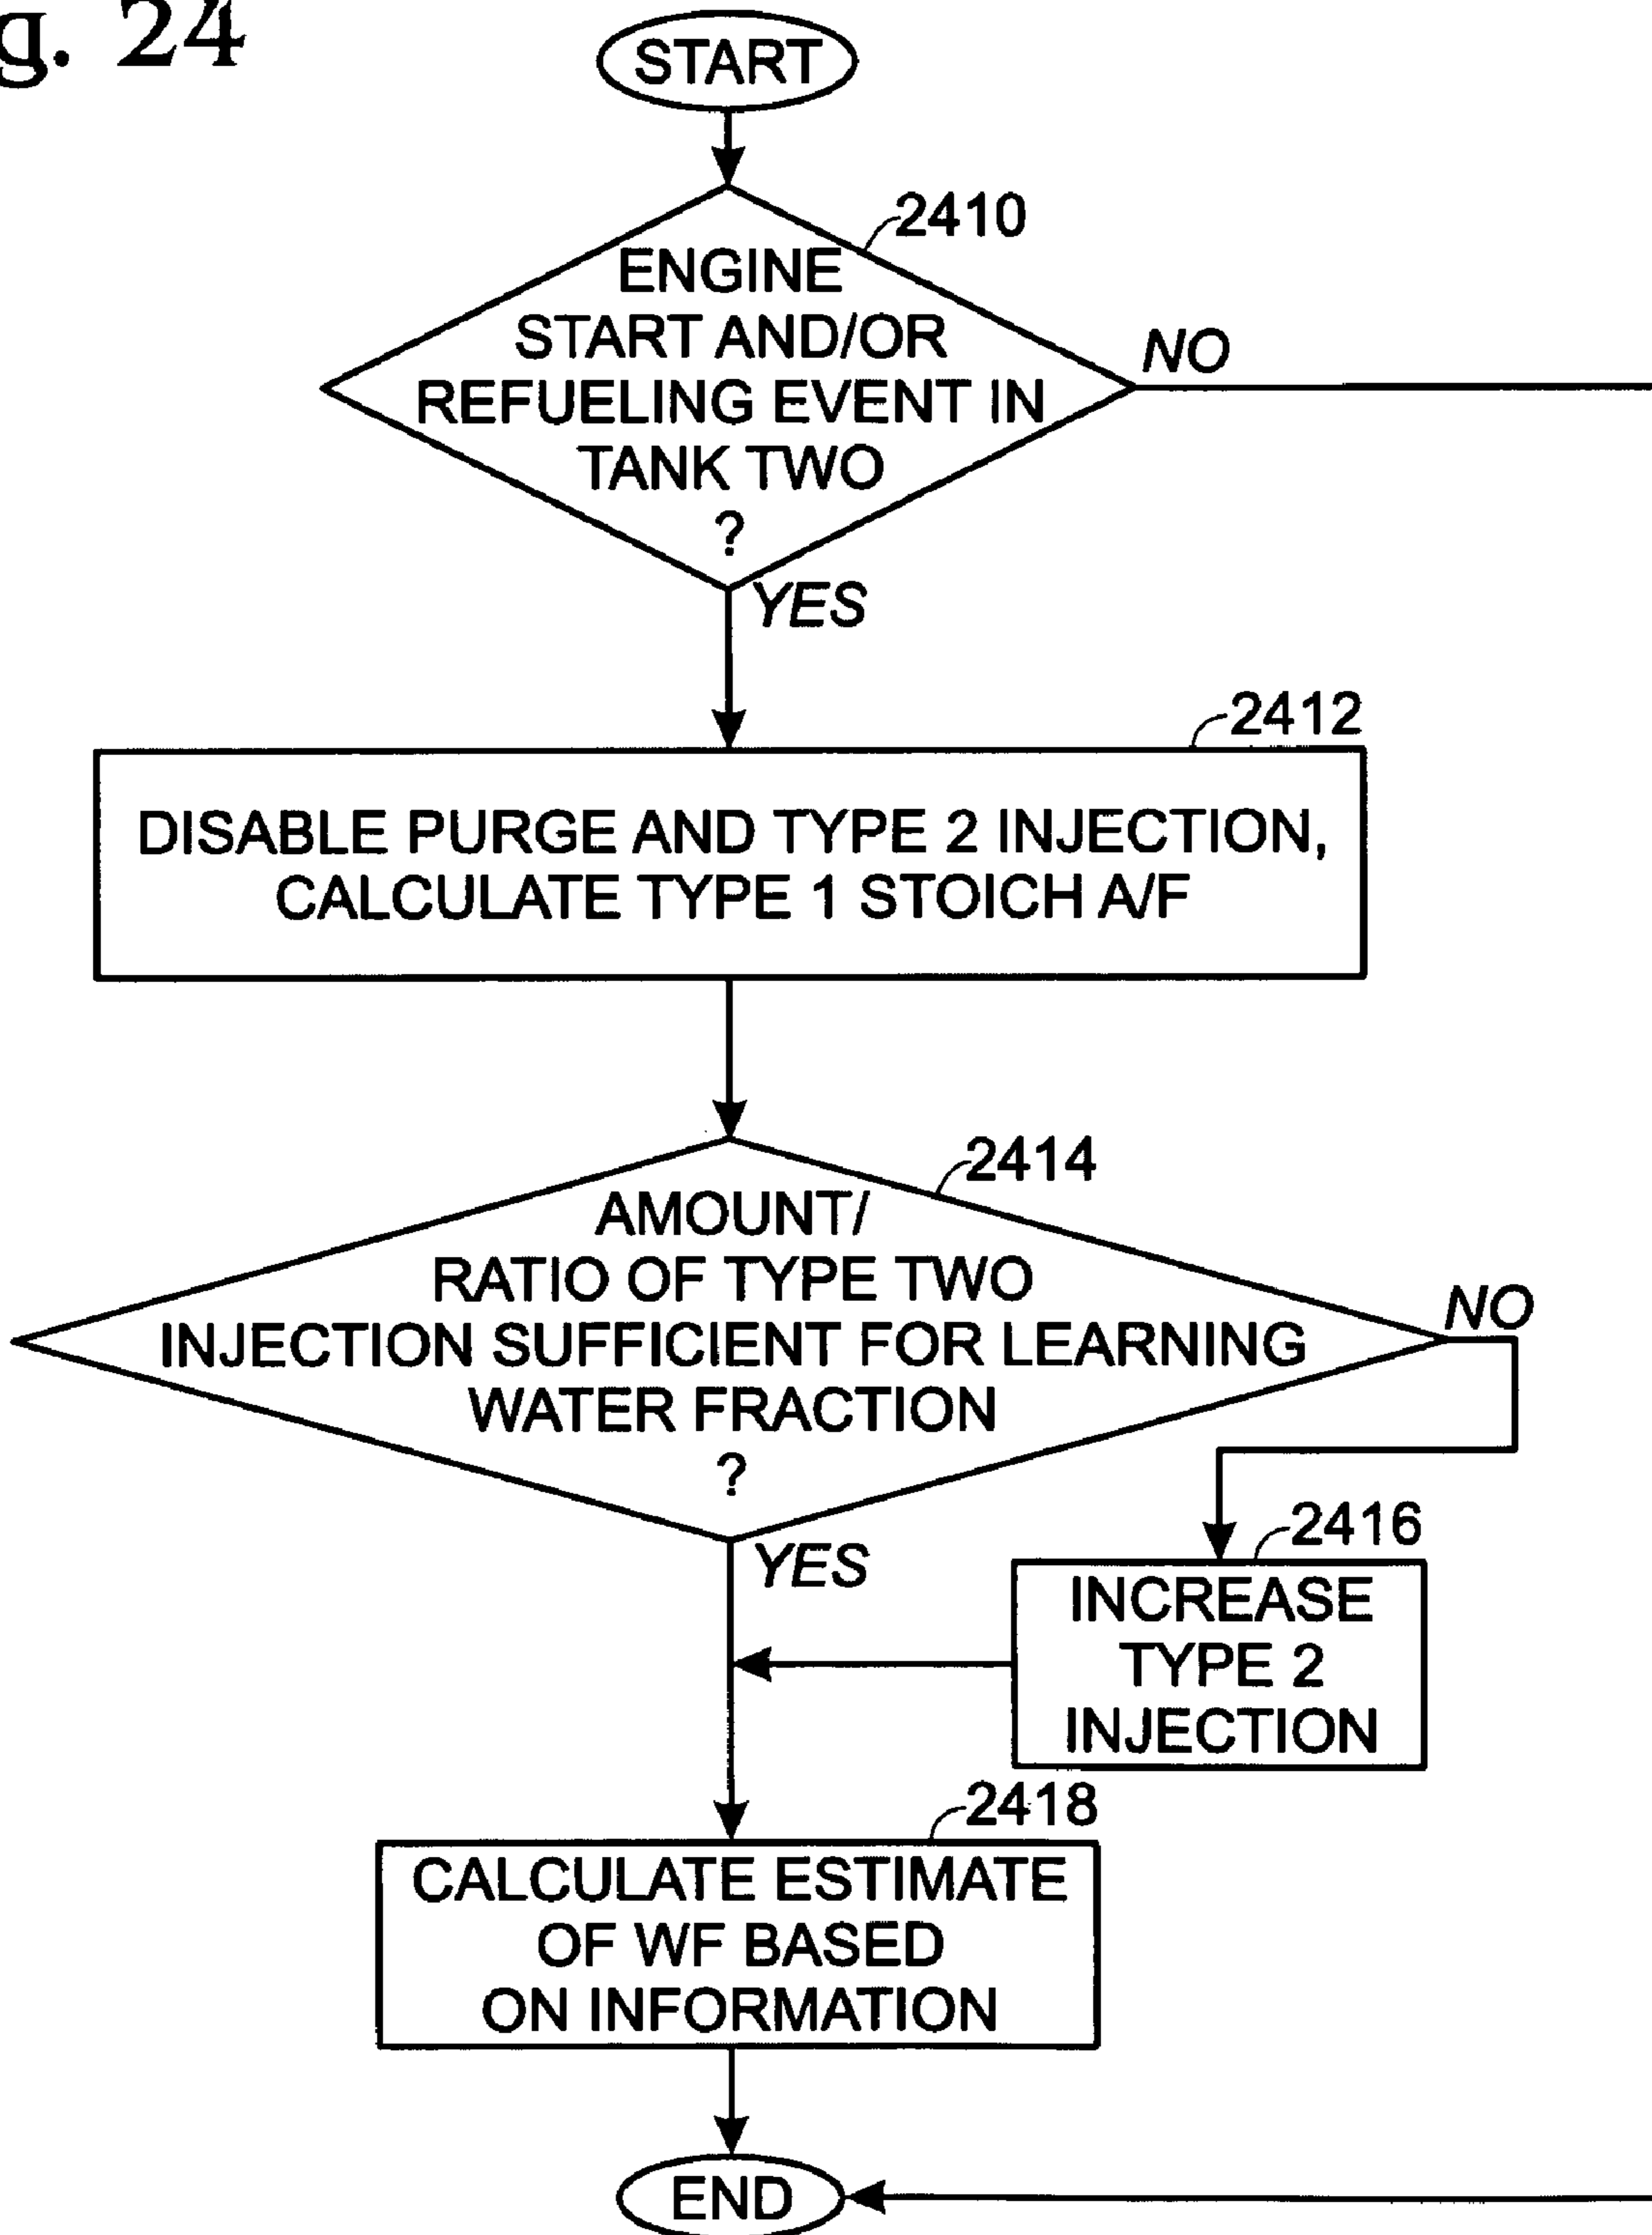 g. 24
START
2410
ENGINE
START AND/OR
REFUELING EVENT IN
TANK TWO
?
NO
YES
2412
DISABLE PURGE AND TYPE 2 INJECTION,
CALCULATE TYPE 1 STOICH A/F
2414
AMOUNT/
RATIO OF TYPE TWO
INJECTION SUFFICIENT FOR LEARNING
WATER FRACTION
?
NO
YES
2416
INCREASE
TYPE 2
INJECTION
2418
CALCULATE ESTIMATE
OF WF BASED
ON INFORMATION
END